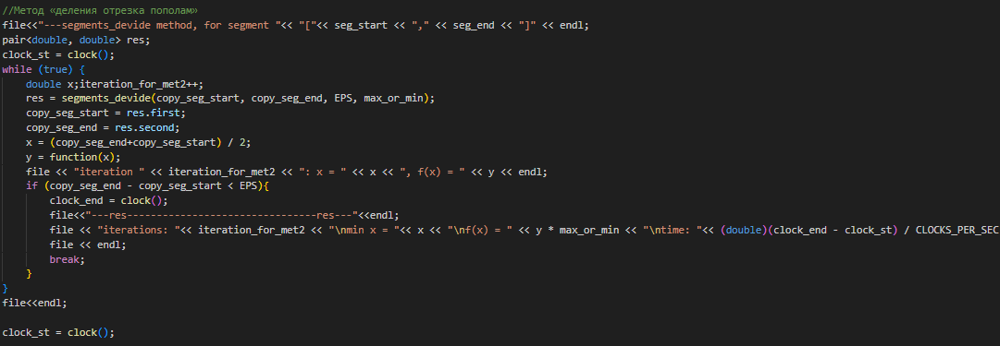 //Метод «деления отрезка пополам»
file<<"---segments_devide method, for segment "<< "["<< seg_start << "," << seg_end << "]" << endl;
pair<double, double> res;
clock_st = clock();
while (true) {
double x;iteration_for_met2++;
res = segments_devide(copy_seg_start, copy_seg_end, EPS, max_or_min);
copy_seg_start = res.first;
copy_seg_end = res.second;
x = (copy_seg_end+copy_seg_start) / 2;
y = function(x);
file << "iteration " << iteration_for_met2 << ": x = " << x << ", f(x) = " << y << endl;
if (copy_seg_end - copy_seg_start < EPS){
clock_end = clock();
file<<"---res--------------------------------res---"<<endl;
file << "iterations: "<< iteration_for_met2 << "\nmin x = "<< x << "\nf(x) = " << y * max_or_min << "\ntime: "<< (double)(clock_end - clock_st) / CLOCKS_PER_SEC
file << endl;
break;
}
}
file<<endl;
clock_st = clock();